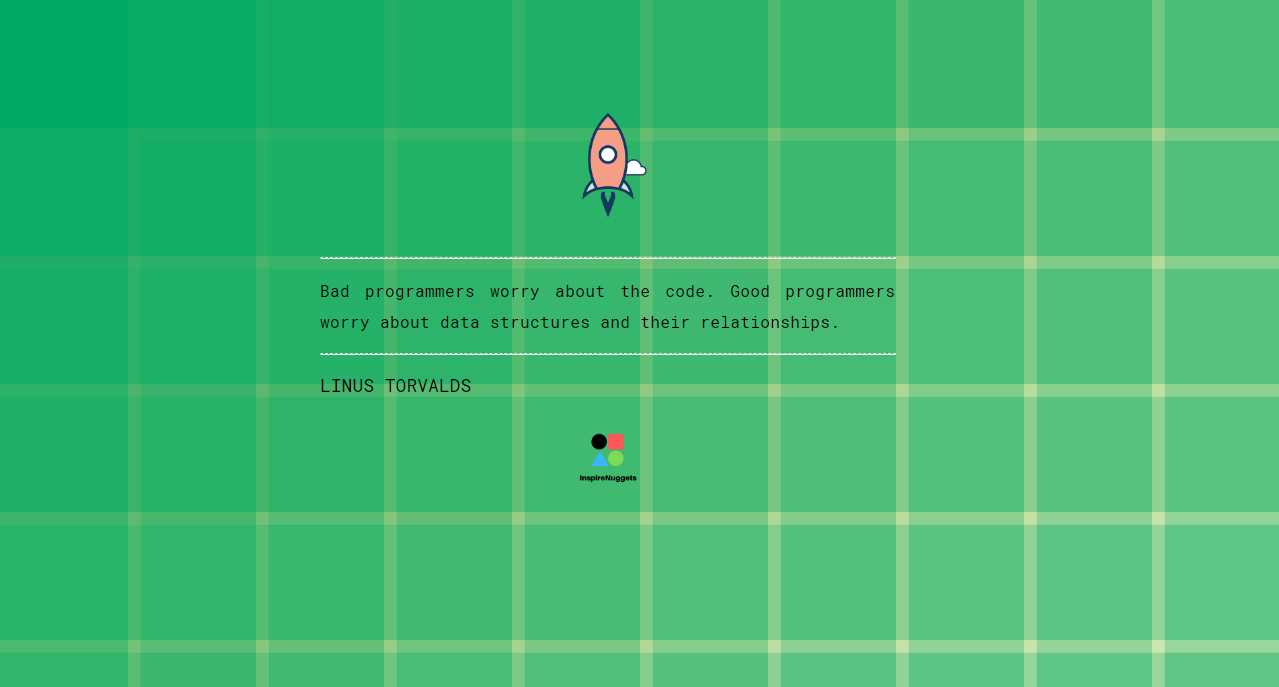 Bad programmers worry about the code. Good programmers
worry about data structures and their relationships.
LINUS TORVALDS
InspireNuggets